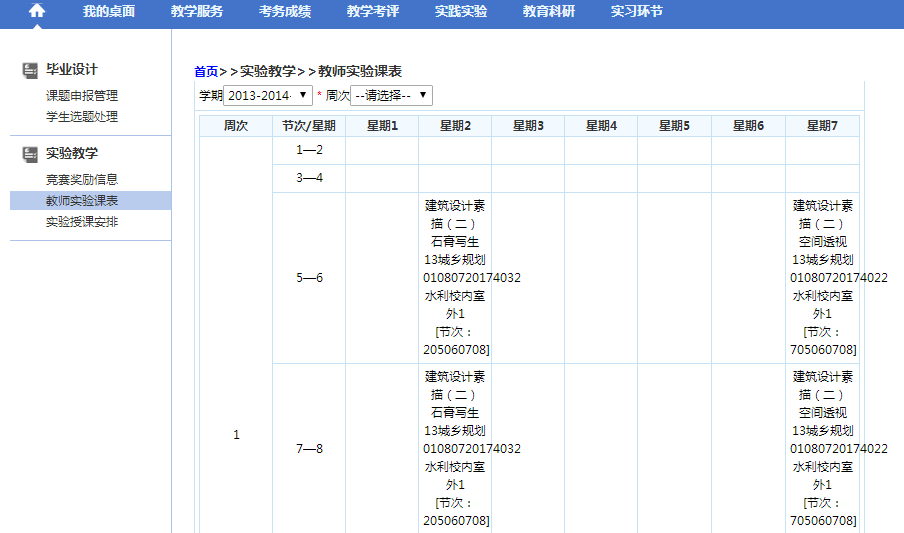 我的桌面 教学服务 考务成绩 教学考评 实践实验 教育科研 实习环节
毕业设计
课题申报管理
学生选题处理
实验教学
竞赛奖励信息
教师实验课表
实验授课安排
首页>>实验教学>>教师实验课表
学期 2013-2014- * 周次 --请选择--
周次 节次/星期 星期1 星期2 星期3 星期4 星期5 星期6 星期7
1
1—2
3—4
5—6
建筑设计素
描（二）
石膏写生
13城乡规划
01080720174032
水利校内室
外1
[节次：
205060708]
建筑设计素
描（二）
空间透视
13城乡规划
01080720174022
水利校内室
外1
[节次：
705060708]
7—8
建筑设计素
描（二）
石膏写生
13城乡规划
01080720174032
水利校内室
外1
[节次：
205060708]
建筑设计素
描（二）
空间透视
13城乡规划
01080720174022
水利校内室
外1
[节次：
705060708]